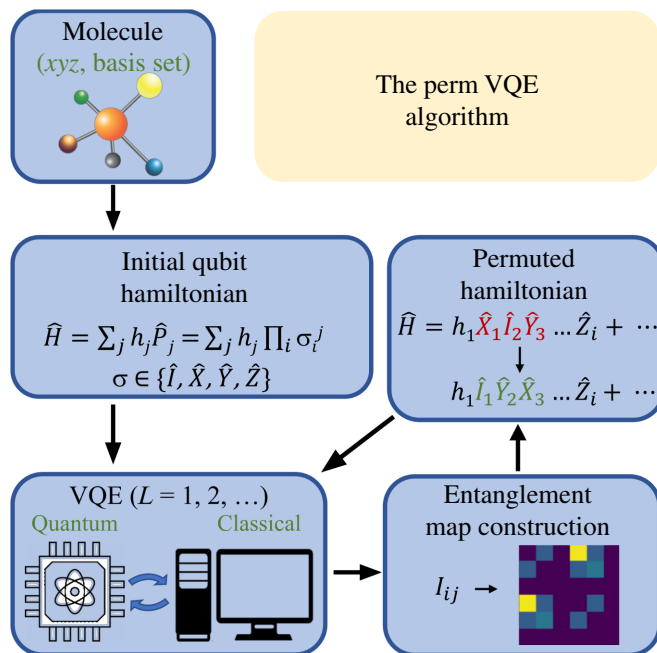 Molecule
(xyz, basis set)
The perm VQE
algorithm
Initial qubit
hamiltonian
Ĥ = ∑ⱼ hⱼP̂ⱼ = ∑ⱼ hⱼ ∏ᵢ σᵢʲ
σ ∈ {Î, X̂, Ŷ, Ẑ}
Permuted
hamiltonian
Ĥ = h₁X̂₁Î₂Ŷ₃ … Ẑᵢ + ⋯
h₁Î₁Ŷ₂X̂₃ … Ẑᵢ + ⋯
VQE (L = 1, 2, …)
Quantum Classical
Entanglement
map construction
Iᵢⱼ